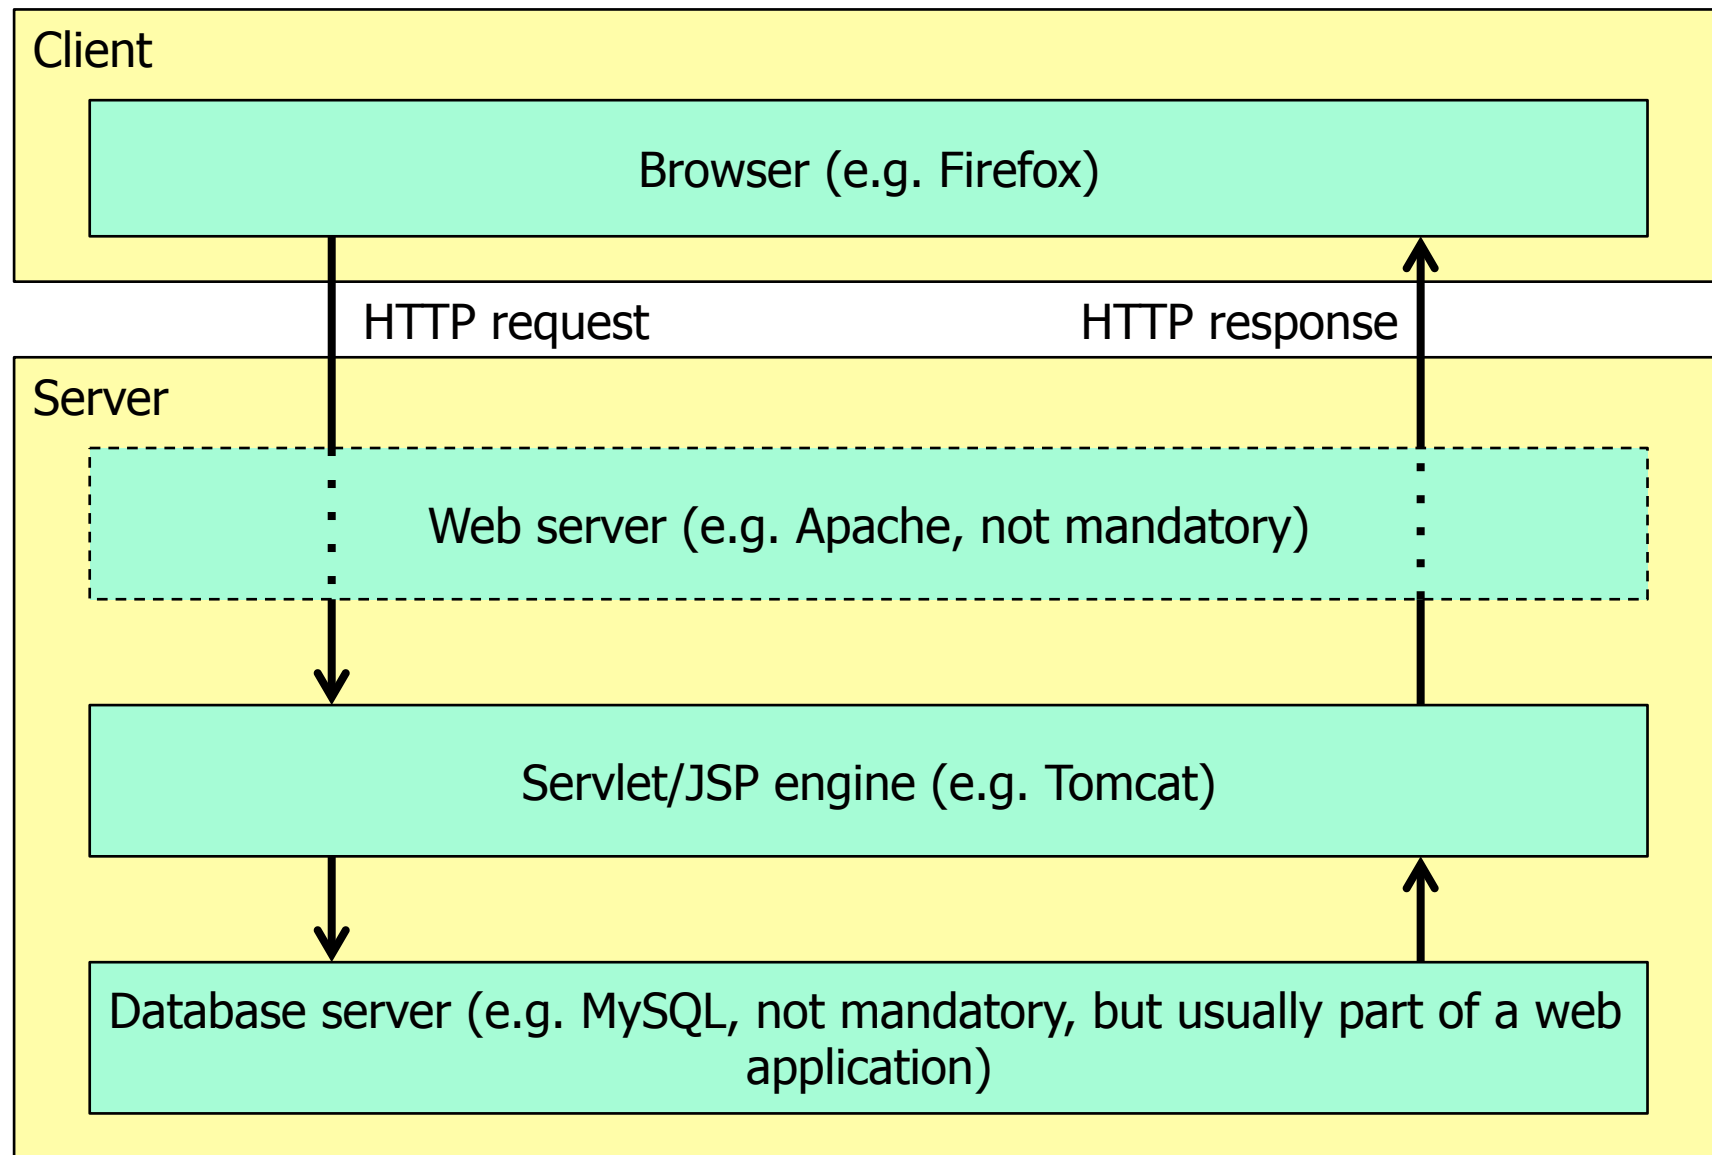 Client
Browser (e.g. Firefox)
HTTP request
HTTP response
Server
Web server (e.g. Apache, not mandatory)
Servlet/JSP engine (e.g. Tomcat)
Database server (e.g. MySQL, not mandatory, but usually part of a web
application)